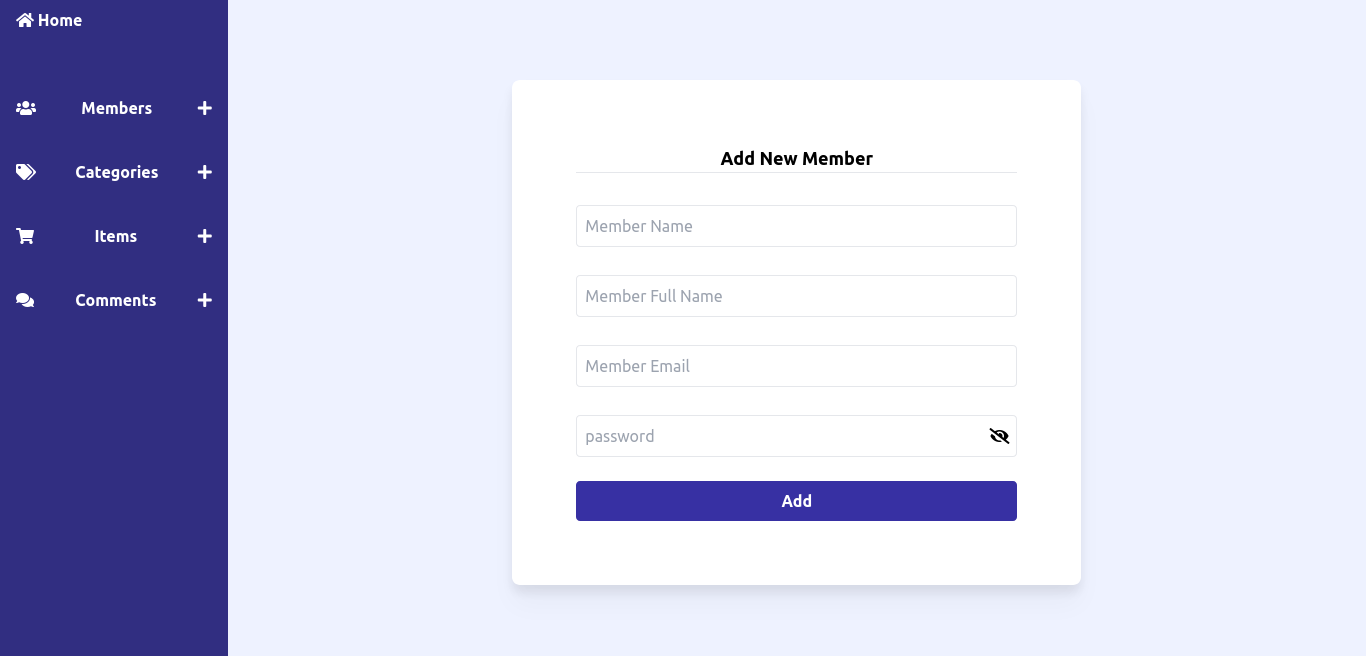 Home
Members
Categories
Items
Comments
Add New Member
Member Name
Member Full Name
Member Email
password
Add